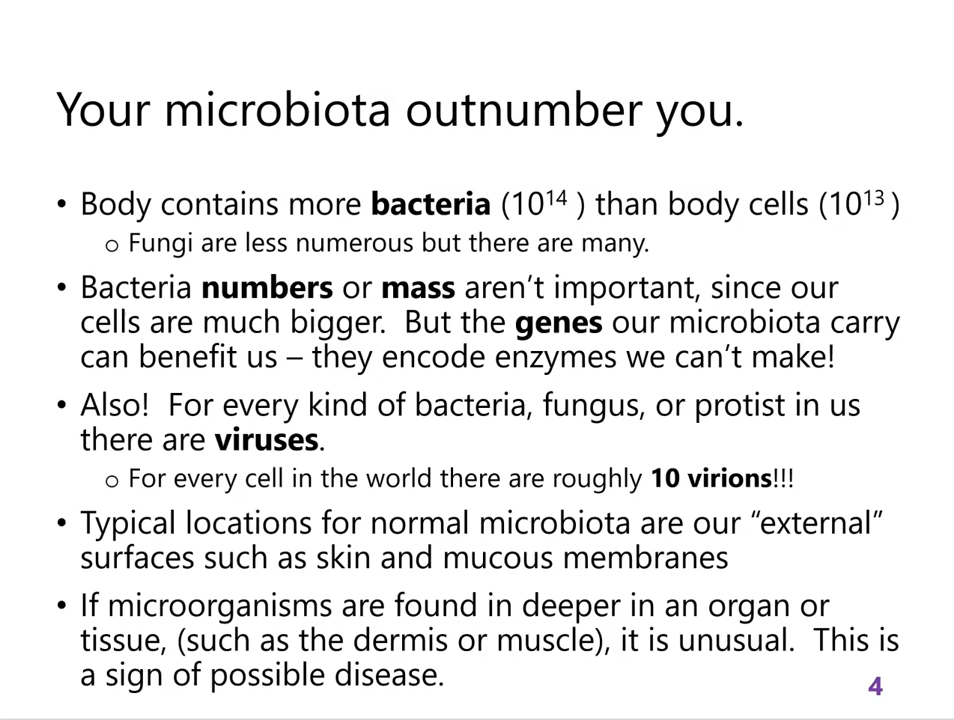 Your microbiota outnumber you.
• Body contains more bacteria (10¹⁴ ) than body cells (10¹³ )
o Fungi are less numerous but there are many.
• Bacteria numbers or mass aren’t important, since our
cells are much bigger.  But the genes our microbiota carry
can benefit us – they encode enzymes we can’t make!
• Also!  For every kind of bacteria, fungus, or protist in us
there are viruses.
o For every cell in the world there are roughly 10 virions!!!
• Typical locations for normal microbiota are our “external”
surfaces such as skin and mucous membranes
• If microorganisms are found in deeper in an organ or
tissue, (such as the dermis or muscle), it is unusual.  This is
a sign of possible disease.
4